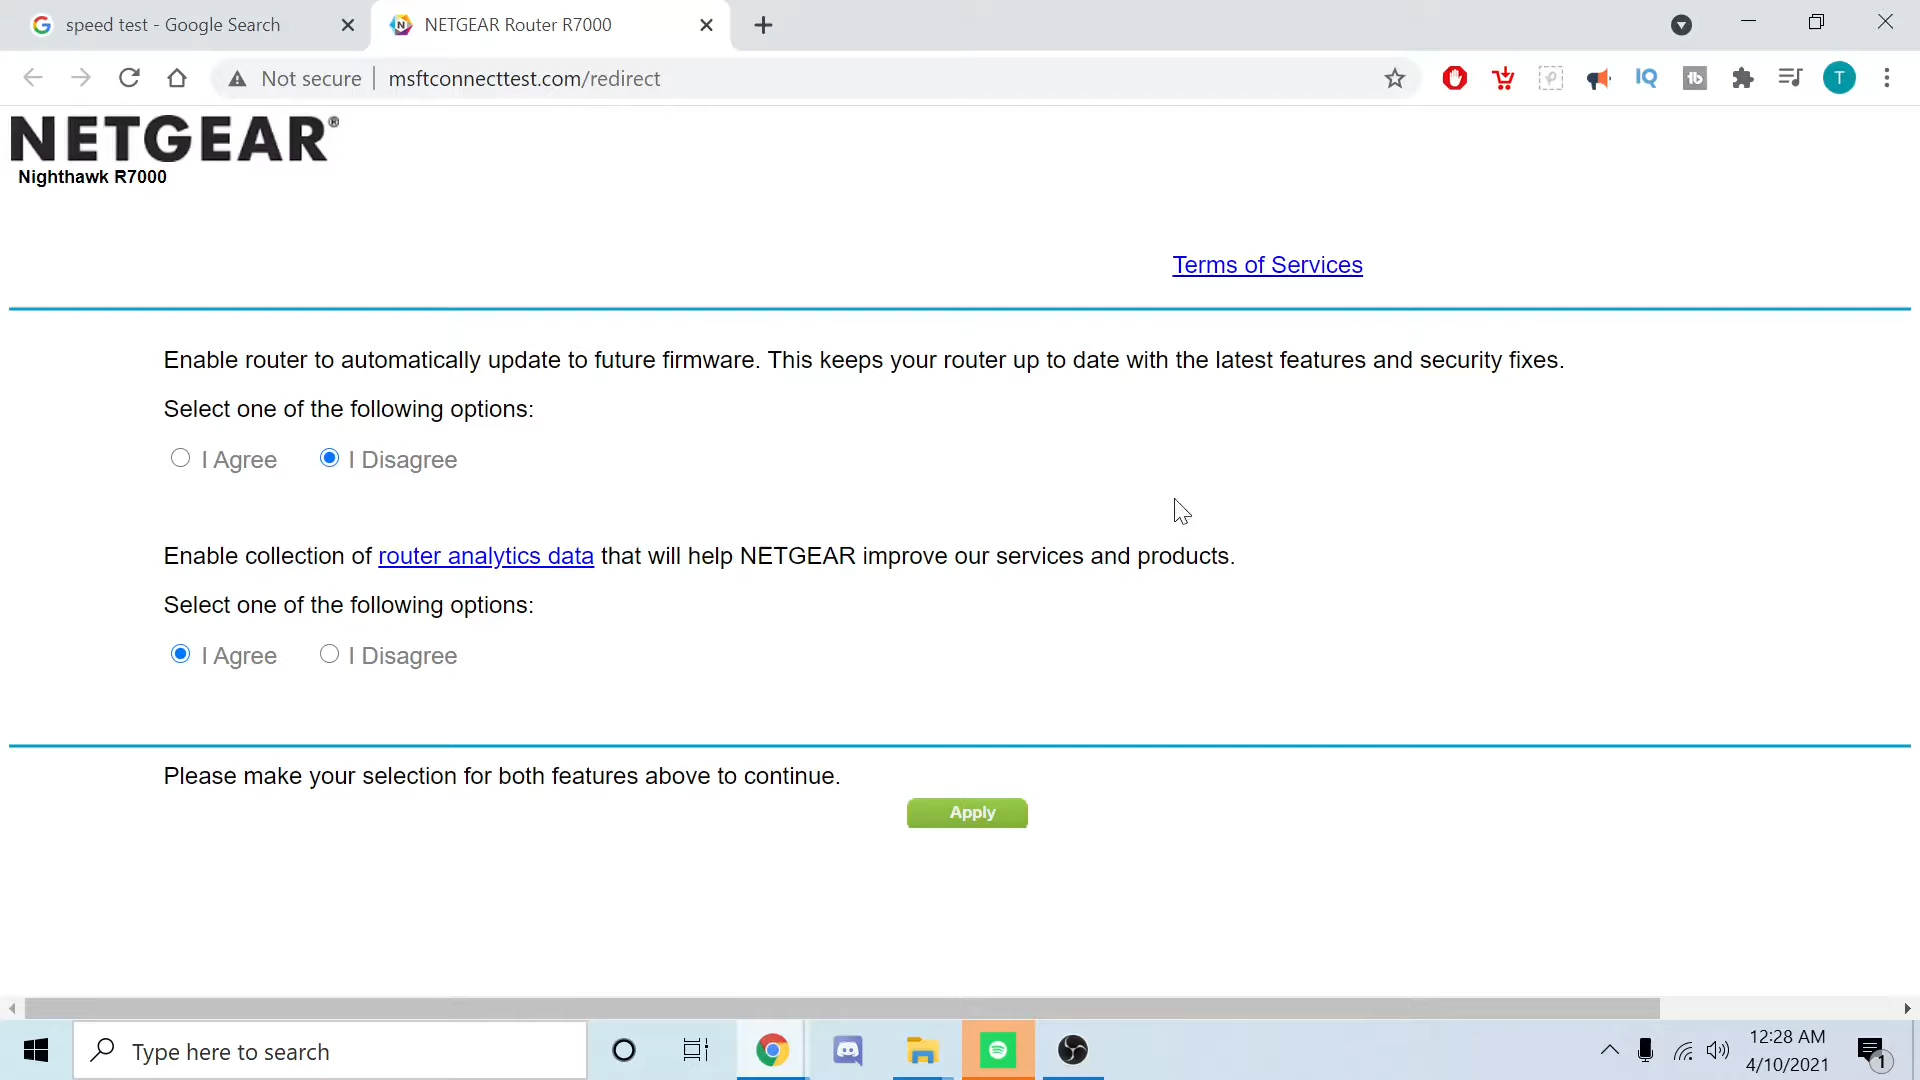 speed test - Google Search
NETGEAR Router R7000
Not secure
msftconnecttest.com/redirect
IQ
tb
T
NETGEAR®
Nighthawk R7000
Terms of Services
Enable router to automatically update to future firmware. This keeps your router up to date with the latest features and security fixes.
Select one of the following options:
I Agree
I Disagree
Enable collection of router analytics data that will help NETGEAR improve our services and products.
Select one of the following options:
I Agree
I Disagree
Please make your selection for both features above to continue.
Apply
Type here to search
12:28 AM
4/10/2021
1